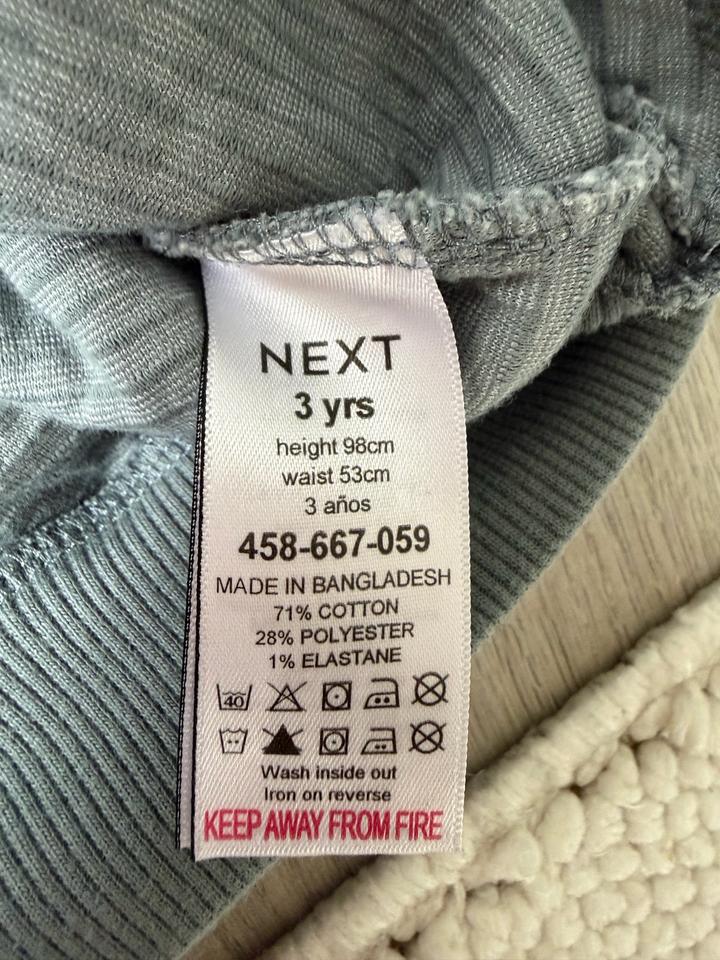 NEXT
3 yrs
height 98cm
waist 53cm
3 años
458-667-059
MADE IN BANGLADESH
71% COTTON
28% POLYESTER
1% ELASTANE
40
Wash inside out
Iron on reverse
KEEP AWAY FROM FIRE